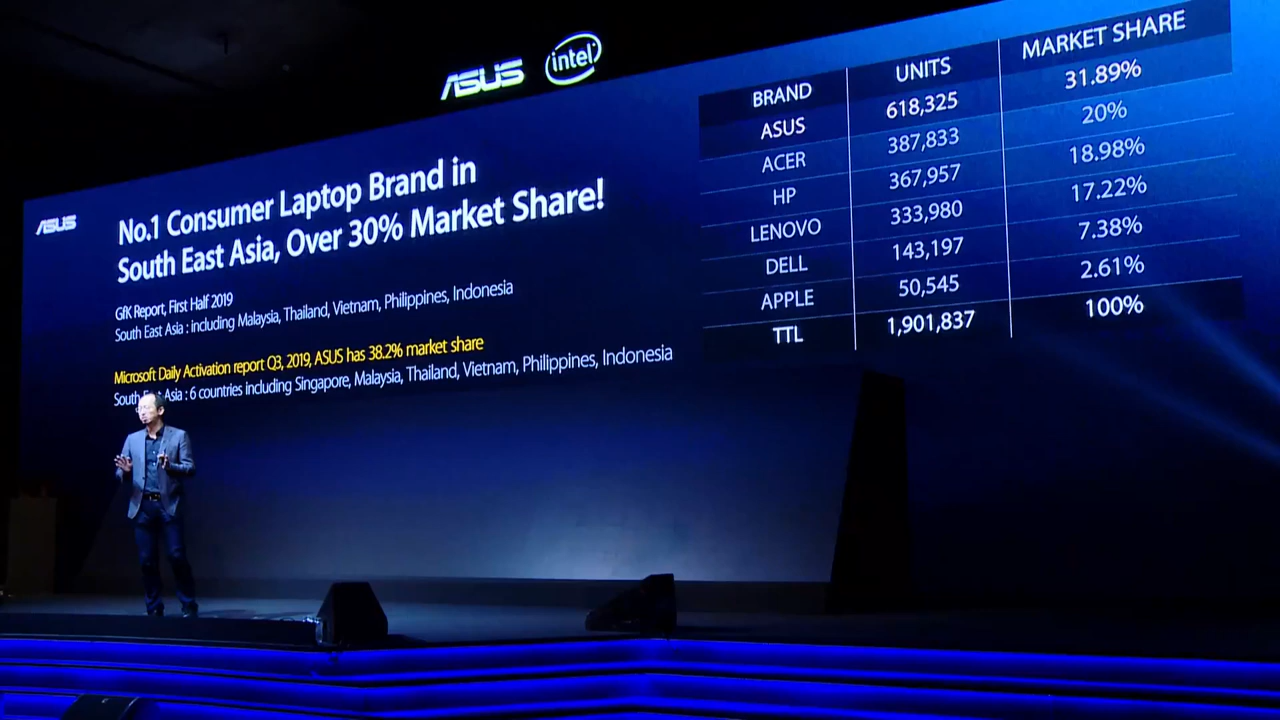 ASUS intel
ASUS
No.1 Consumer Laptop Brand in
South East Asia, Over 30% Market Share!
GfK Report, First Half 2019
South East Asia : including Malaysia, Thailand, Vietnam, Philippines, Indonesia
Microsoft Daily Activation report Q3, 2019, ASUS has 38.2% market share
South East Asia : 6 countries including Singapore, Malaysia, Thailand, Vietnam, Philippines, Indonesia
BRAND UNITS MARKET SHARE
ASUS 618,325 31.89%
ACER 387,833 20%
HP 367,957 18.98%
LENOVO 333,980 17.22%
DELL 143,197 7.38%
APPLE 50,545 2.61%
TTL 1,901,837 100%